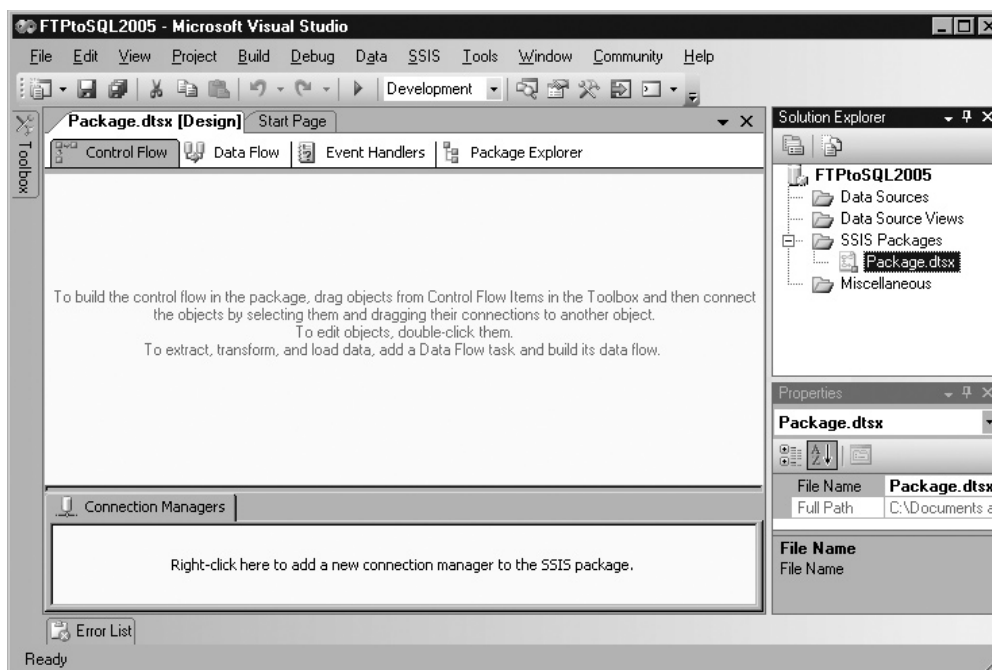 FTPtoSQL2005 - Microsoft Visual Studio
File Edit View Project Build Debug Data SSIS Tools Window Community Help
Development
Toolbox
Package.dtsx [Design] Start Page
Control Flow Data Flow Event Handlers Package Explorer
To build the control flow in the package, drag objects from Control Flow Items in the Toolbox and then connect
the objects by selecting them and dragging their connections to another object.
To edit objects, double-click them.
To extract, transform, and load data, add a Data Flow task and build its data flow.
Connection Managers
Right-click here to add a new connection manager to the SSIS package.
Error List
Ready
Solution Explorer
FTPtoSQL2005
Data Sources
Data Source Views
SSIS Packages
Package.dtsx
Miscellaneous
Properties
Package.dtsx
File Name Package.dtsx
Full Path C:\Documents a
File Name
File Name